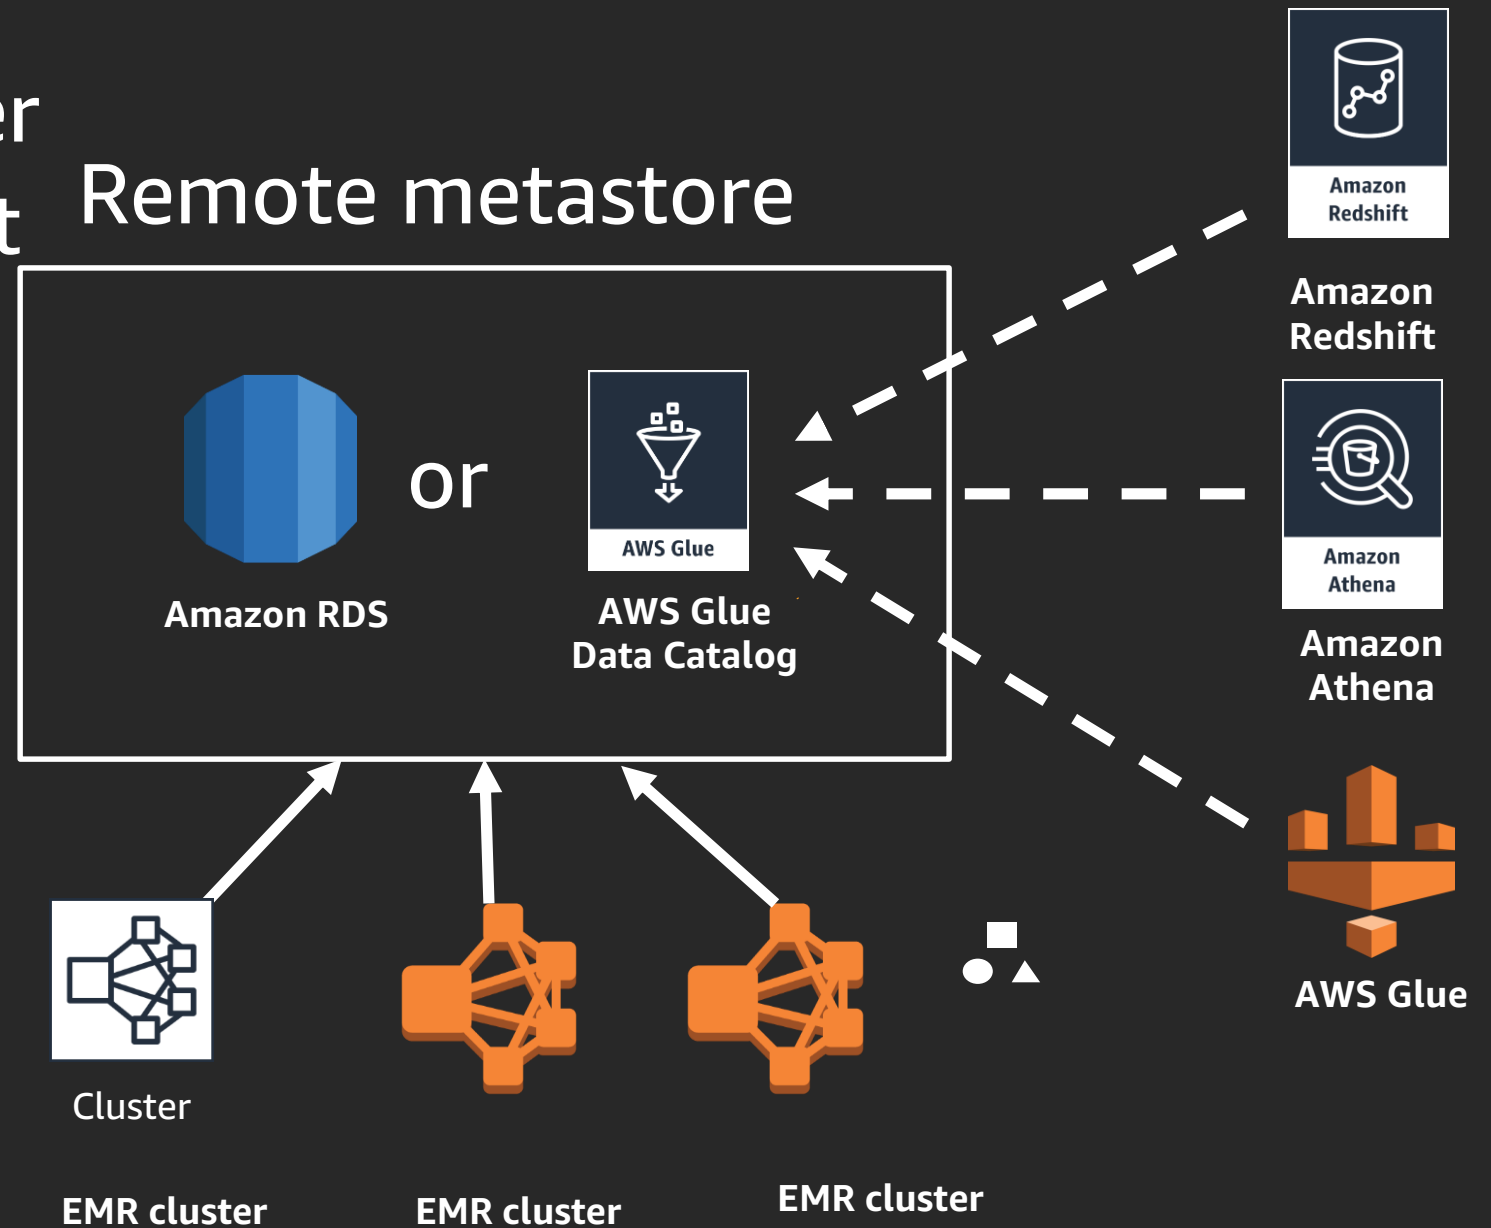 er
t
Remote metastore
Amazon
Redshift
Amazon
Redshift
or
AWS Glue
Amazon RDS
AWS Glue
Data Catalog
Amazon
Athena
Amazon
Athena
AWS Glue
Cluster
EMR cluster
EMR cluster
EMR cluster